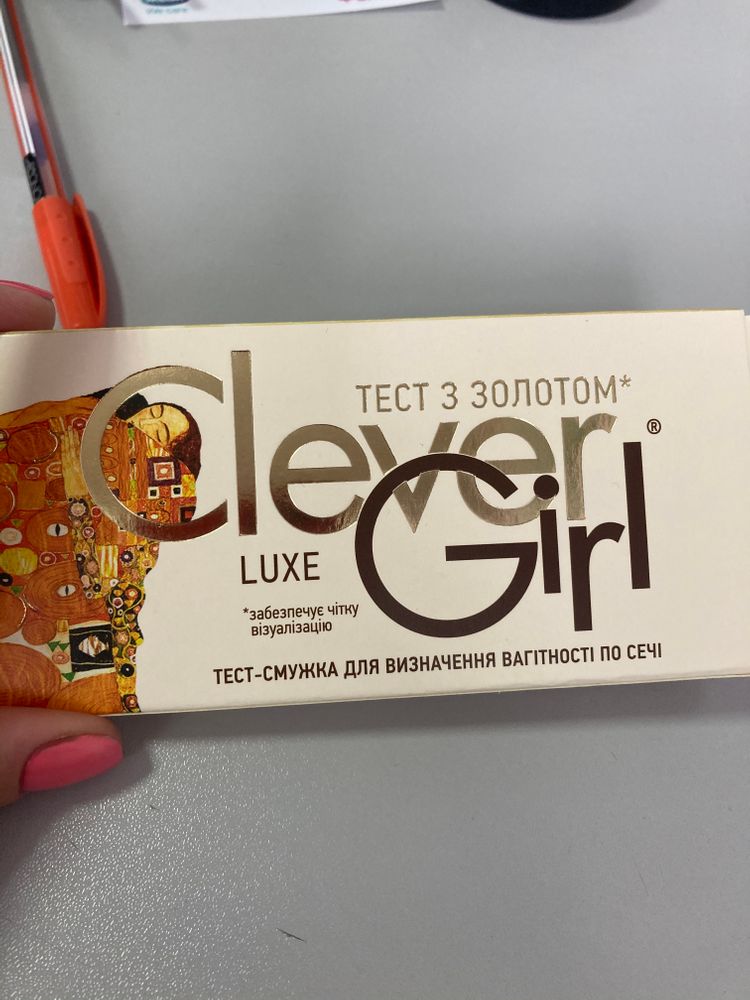 ТЕСТ З ЗОЛОТОМ*
Clever
Girl®
LUXE
*забезпечує чітку
візуалізацію
ТЕСТ-СМУЖКА ДЛЯ ВИЗНАЧЕННЯ ВАГІТНОСТІ ПО СЕЧІ